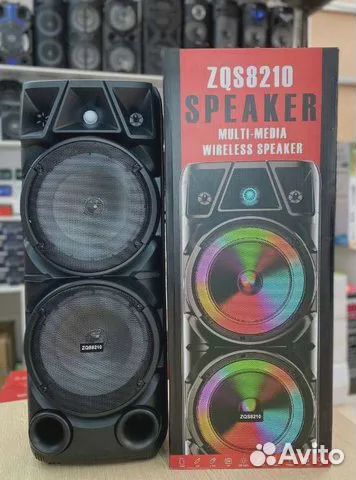 ZQS8210
SPEAKER
MULTI-MEDIA
WIRELESS SPEAKER
ZQS8210
ZQS8210
Avito